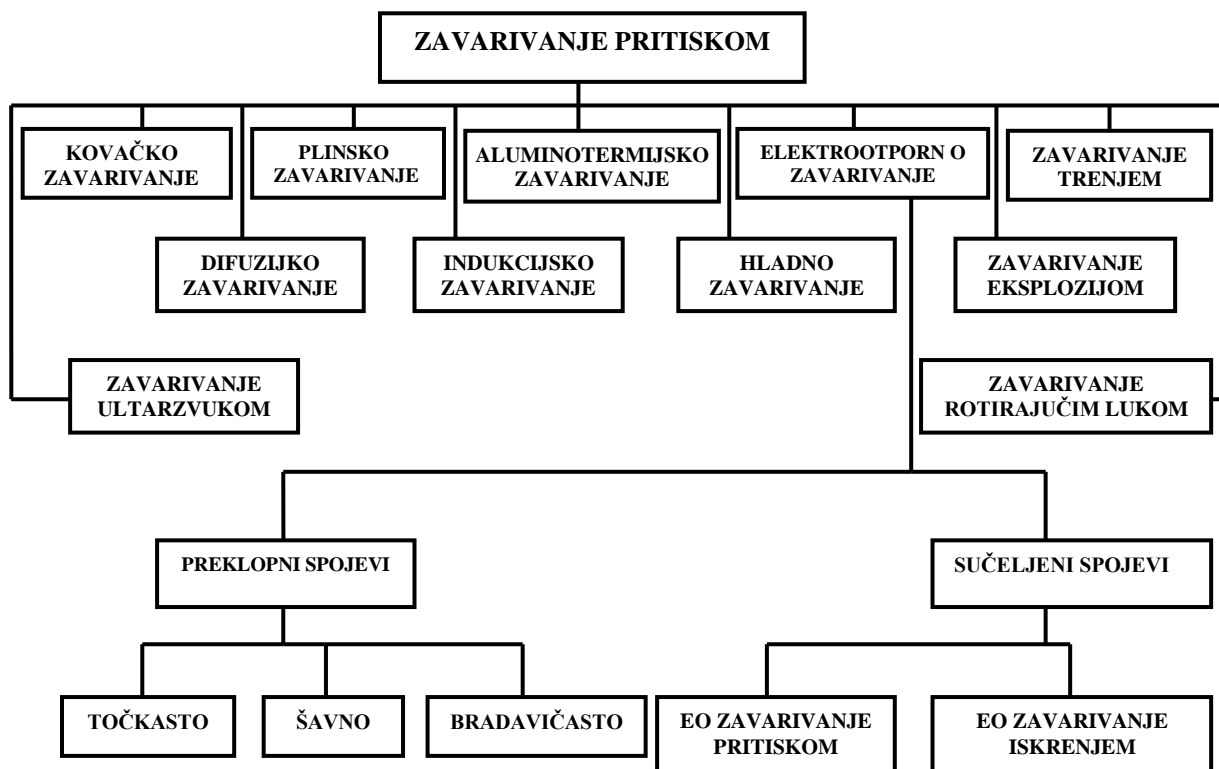 ZAVARIVANJE PRITISKOM
KOVAČKO
ZAVARIVANJE
PLINSKO
ZAVARIVANJE
ALUMINOTERMIJSKO
ZAVARIVANJE
ELEKTROOTPORN O
ZAVARIVANJE
ZAVARIVANJE
TRENJEM
DIFUZIJKO
ZAVARIVANJE
INDUKCIJSKO
ZAVARIVANJE
HLADNO
ZAVARIVANJE
ZAVARIVANJE
EKSPLOZIJOM
ZAVARIVANJE
ULTARZVUKOM
ZAVARIVANJE
ROTIRAJUČIM LUKOM
PREKLOPNI SPOJEVI
SUČELJENI SPOJEVI
TOČKASTO
ŠAVNO
BRADAVIČASTO
EO ZAVARIVANJE
PRITISKOM
EO ZAVARIVANJE
ISKRENJEM